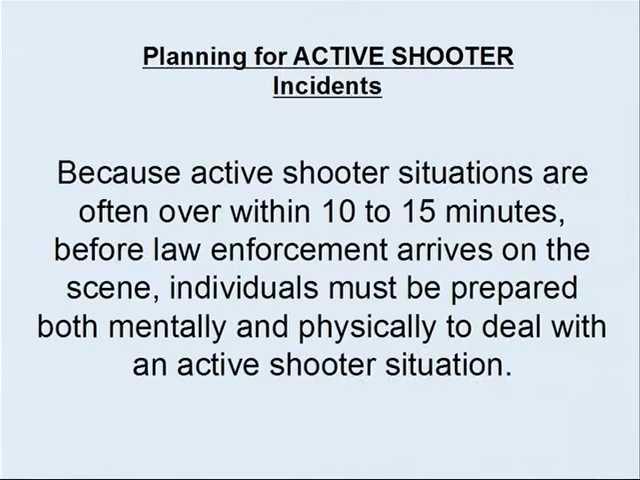 Planning for ACTIVE SHOOTER
Incidents
Because active shooter situations are
often over within 10 to 15 minutes,
before law enforcement arrives on the
scene, individuals must be prepared
both mentally and physically to deal with
an active shooter situation.